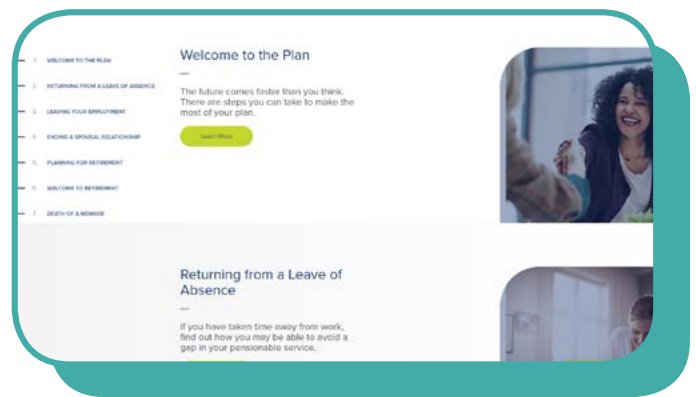 1. WELCOME TO THE PLAN
2. RETURNING FROM A LEAVE OF ABSENCE
3. LEAVING YOUR EMPLOYMENT
4. ENDING A SPOUSAL RELATIONSHIP
5. PLANNING FOR RETIREMENT
6. WELCOME TO RETIREMENT
7. DEATH OF A MEMBER
Welcome to the Plan
The future comes faster than you think.
There are steps you can take to make the
most of your plan.
Learn More
Returning from a Leave of
Absence
If you have taken time away from work,
find out how you may be able to avoid a
gap in your pensionable service.